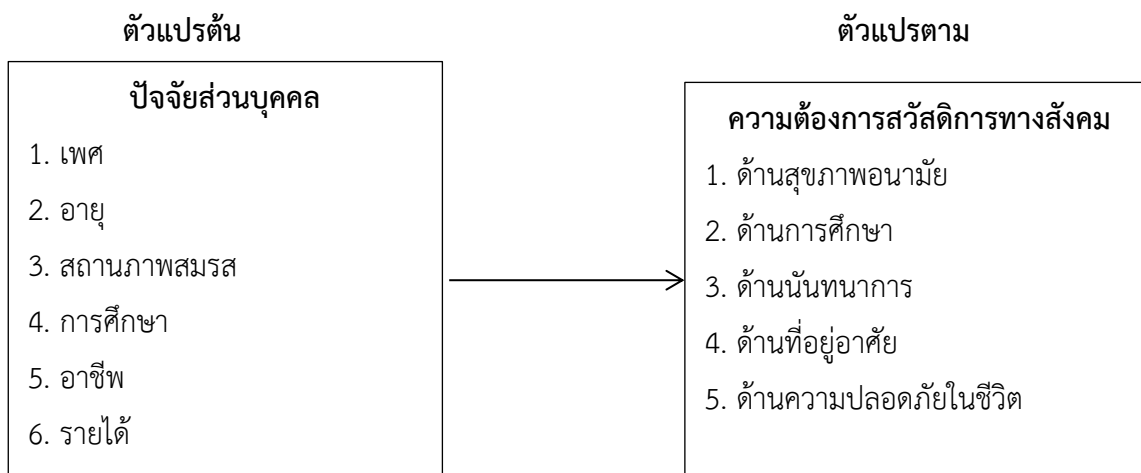 ตัวแปรต้น
ปัจจัยส่วนบุคคล
1. เพศ
2. อายุ
3. สถานภาพสมรส
4. การศึกษา
5. อาชีพ
6. รายได้
ตัวแปรตาม
ความต้องการสวัสดิการทางสังคม
1. ด้านสุขภาพอนามัย
2. ด้านการศึกษา
3. ด้านนันทนาการ
4. ด้านที่อยู่อาศัย
5. ด้านความปลอดภัยในชีวิต